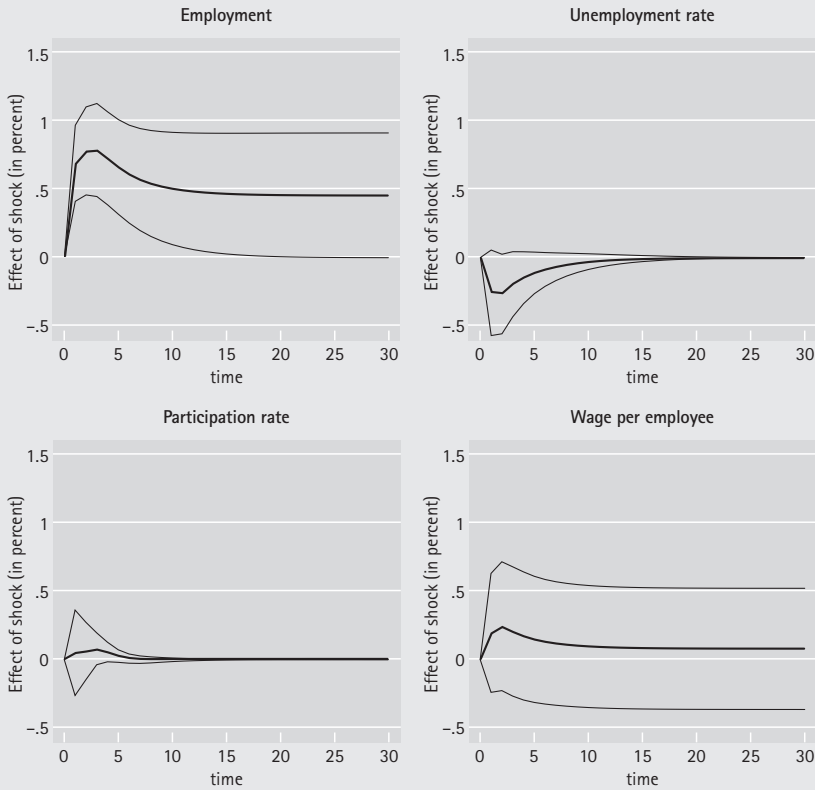 Employment
Effect of shock (in percent)
1.5
1
.5
0
–.5
0 5 10 15 20 25 30
time
Unemployment rate
Effect of shock (in percent)
1.5
1
.5
0
–.5
0 5 10 15 20 25 30
time
Participation rate
Effect of shock (in percent)
1.5
1
.5
0
–.5
0 5 10 15 20 25 30
time
Wage per employee
Effect of shock (in percent)
1.5
1
.5
0
–.5
0 5 10 15 20 25 30
time